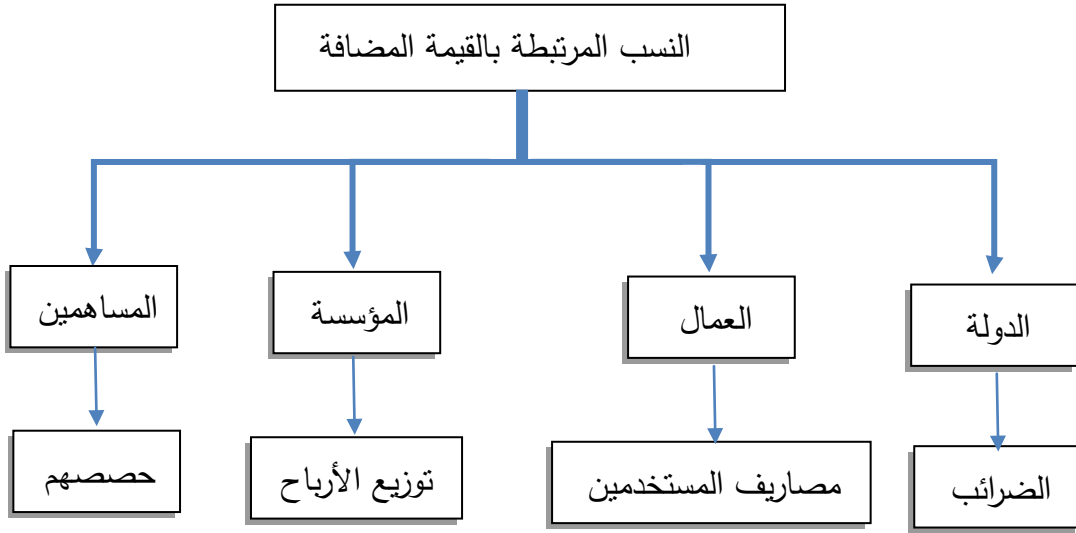 النسب المرتبطة بالقيمة المضافة
الدولة
العمال
المؤسسة
المساهمين
الضرائب
مصاريف المستخدمين
توزيع الأرباح
حصصهم